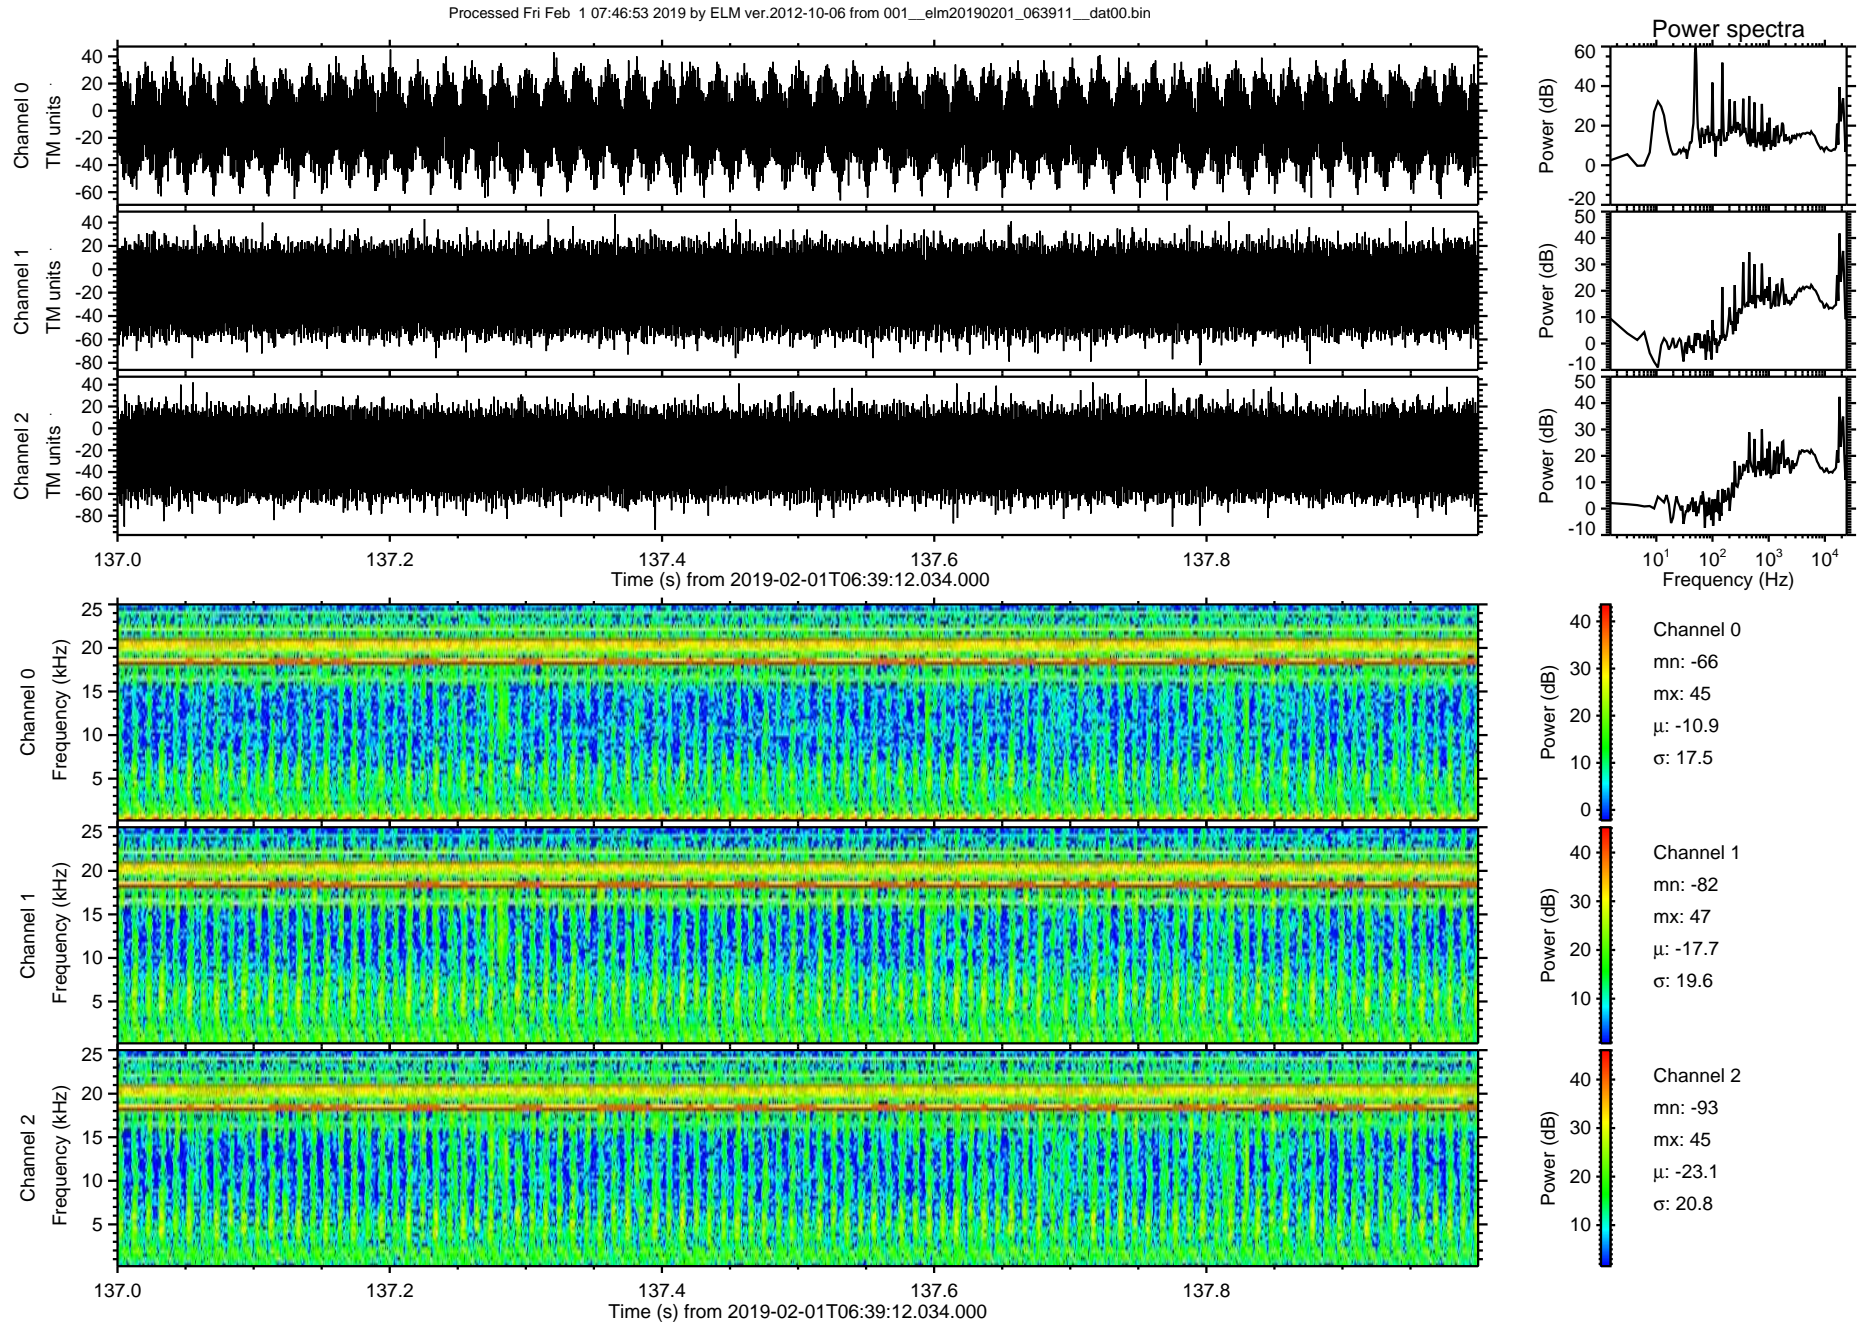 Processed Fri Feb  1 07:46:53 2019 by ELM ver.2012-10-06 from 001__elm20190201_063911__dat00.bin
Power spectra
Channel 0
TM units
40
20
0
-20
-40
-60
Power (dB)
60
40
20
0
-20
Channel 1
TM units
40
20
0
-20
-40
-60
-80
Power (dB)
50
40
30
20
10
0
-10
Channel 2
TM units
40
20
0
-20
-40
-60
-80
Power (dB)
50
40
30
20
10
0
-10
137.0 137.2 137.4 137.6 137.8
Time (s) from 2019-02-01T06:39:12.034.000
10¹ 10² 10³ 10⁴
Frequency (Hz)
Channel 0
Frequency (kHz)
25
20
15
10
5
Power (dB)
40
30
20
10
0
Channel 0
mn: -66
mx: 45
µ: -10.9
σ: 17.5
Channel 1
Frequency (kHz)
25
20
15
10
5
Power (dB)
40
30
20
10
Channel 1
mn: -82
mx: 47
µ: -17.7
σ: 19.6
Channel 2
Frequency (kHz)
25
20
15
10
5
Power (dB)
40
30
20
10
Channel 2
mn: -93
mx: 45
µ: -23.1
σ: 20.8
137.0 137.2 137.4 137.6 137.8
Time (s) from 2019-02-01T06:39:12.034.000